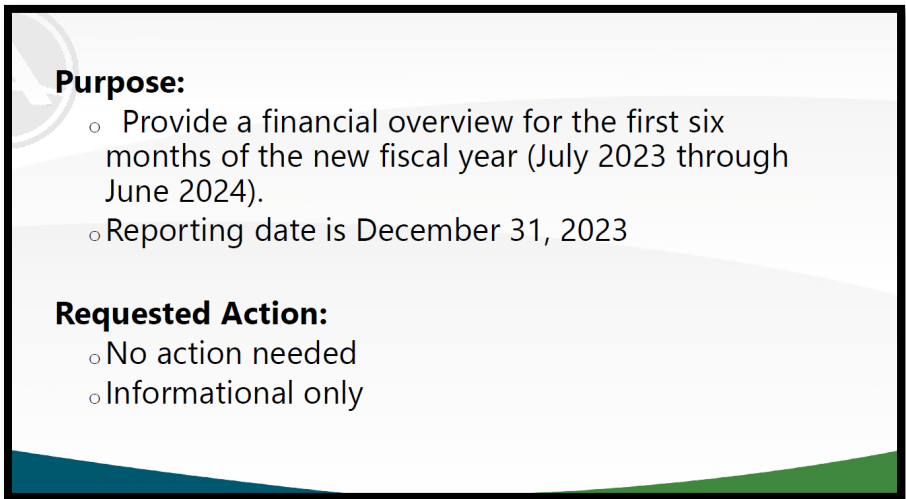 Purpose:
○ Provide a financial overview for the first six
months of the new fiscal year (July 2023 through
June 2024).
○ Reporting date is December 31, 2023
Requested Action:
○ No action needed
○ Informational only